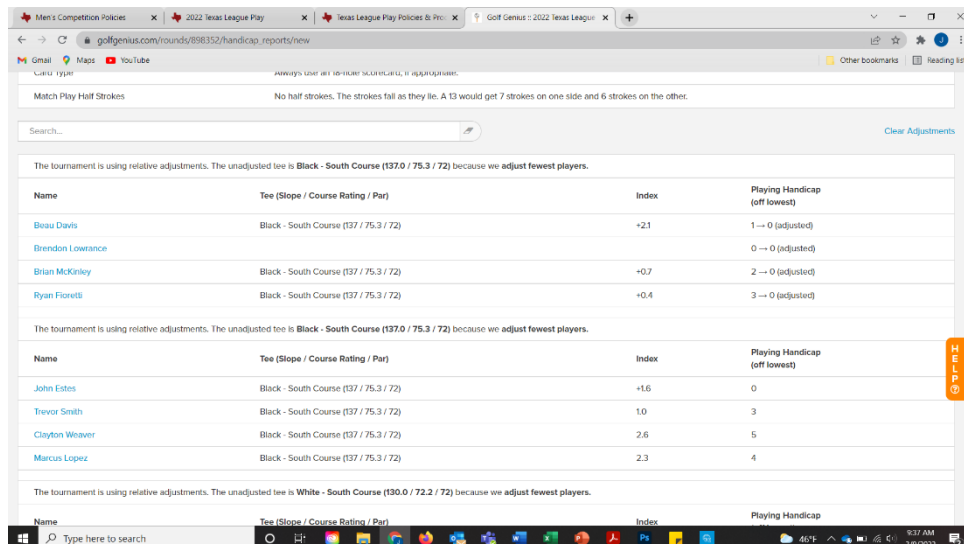 Men's Competition Policies
2022 Texas League Play
Texas League Play Policies & Proc
Golf Genius :: 2022 Texas League
golfgenius.com/rounds/898352/handicap_reports/new
J
Gmail Maps YouTube Other bookmarks Reading list
Card Type Always use an 18-hole scorecard, if appropriate.
Match Play Half Strokes No half strokes. The strokes fall as they lie. A 13 would get 7 strokes on one side and 6 strokes on the other.
Search... Clear Adjustments
The tournament is using relative adjustments. The unadjusted tee is Black - South Course (137.0 / 75.3 / 72) because we adjust fewest players.
Name Tee (Slope / Course Rating / Par) Index Playing Handicap
(off lowest)
Beau Davis Black - South Course (137 / 75.3 / 72) +2.1 1 → 0 (adjusted)
Brendon Lowrance 0 → 0 (adjusted)
Brian McKinley Black - South Course (137 / 75.3 / 72) +0.7 2 → 0 (adjusted)
Ryan Fioretti Black - South Course (137 / 75.3 / 72) +0.4 3 → 0 (adjusted)
The tournament is using relative adjustments. The unadjusted tee is Black - South Course (137.0 / 75.3 / 72) because we adjust fewest players.
Name Tee (Slope / Course Rating / Par) Index Playing Handicap
(off lowest)
HELP
John Estes Black - South Course (137 / 75.3 / 72) +1.6 0
Trevor Smith Black - South Course (137 / 75.3 / 72) 1.0 3
Clayton Weaver Black - South Course (137 / 75.3 / 72) 2.6 5
Marcus Lopez Black - South Course (137 / 75.3 / 72) 2.3 4
The tournament is using relative adjustments. The unadjusted tee is White - South Course (130.0 / 72.2 / 72) because we adjust fewest players.
Name Tee (Slope / Course Rating / Par) Index Playing Handicap
Type here to search 46°F 9:37 AM